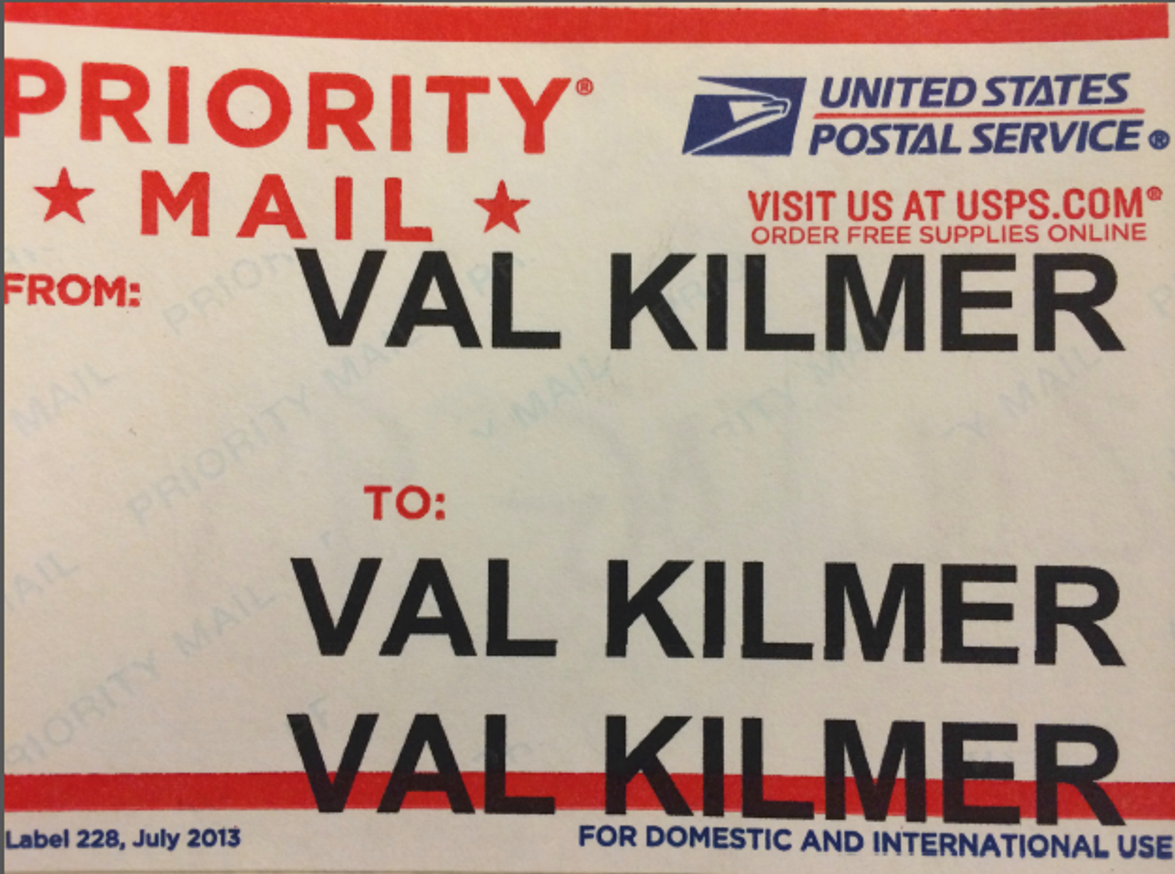 PRIORITY®
★ MAIL ★
UNITED STATES
POSTAL SERVICE®
VISIT US AT USPS.COM®
ORDER FREE SUPPLIES ONLINE
FROM:
VAL KILMER
TO:
VAL KILMER
VAL KILMER
Label 228, July 2013
FOR DOMESTIC AND INTERNATIONAL USE